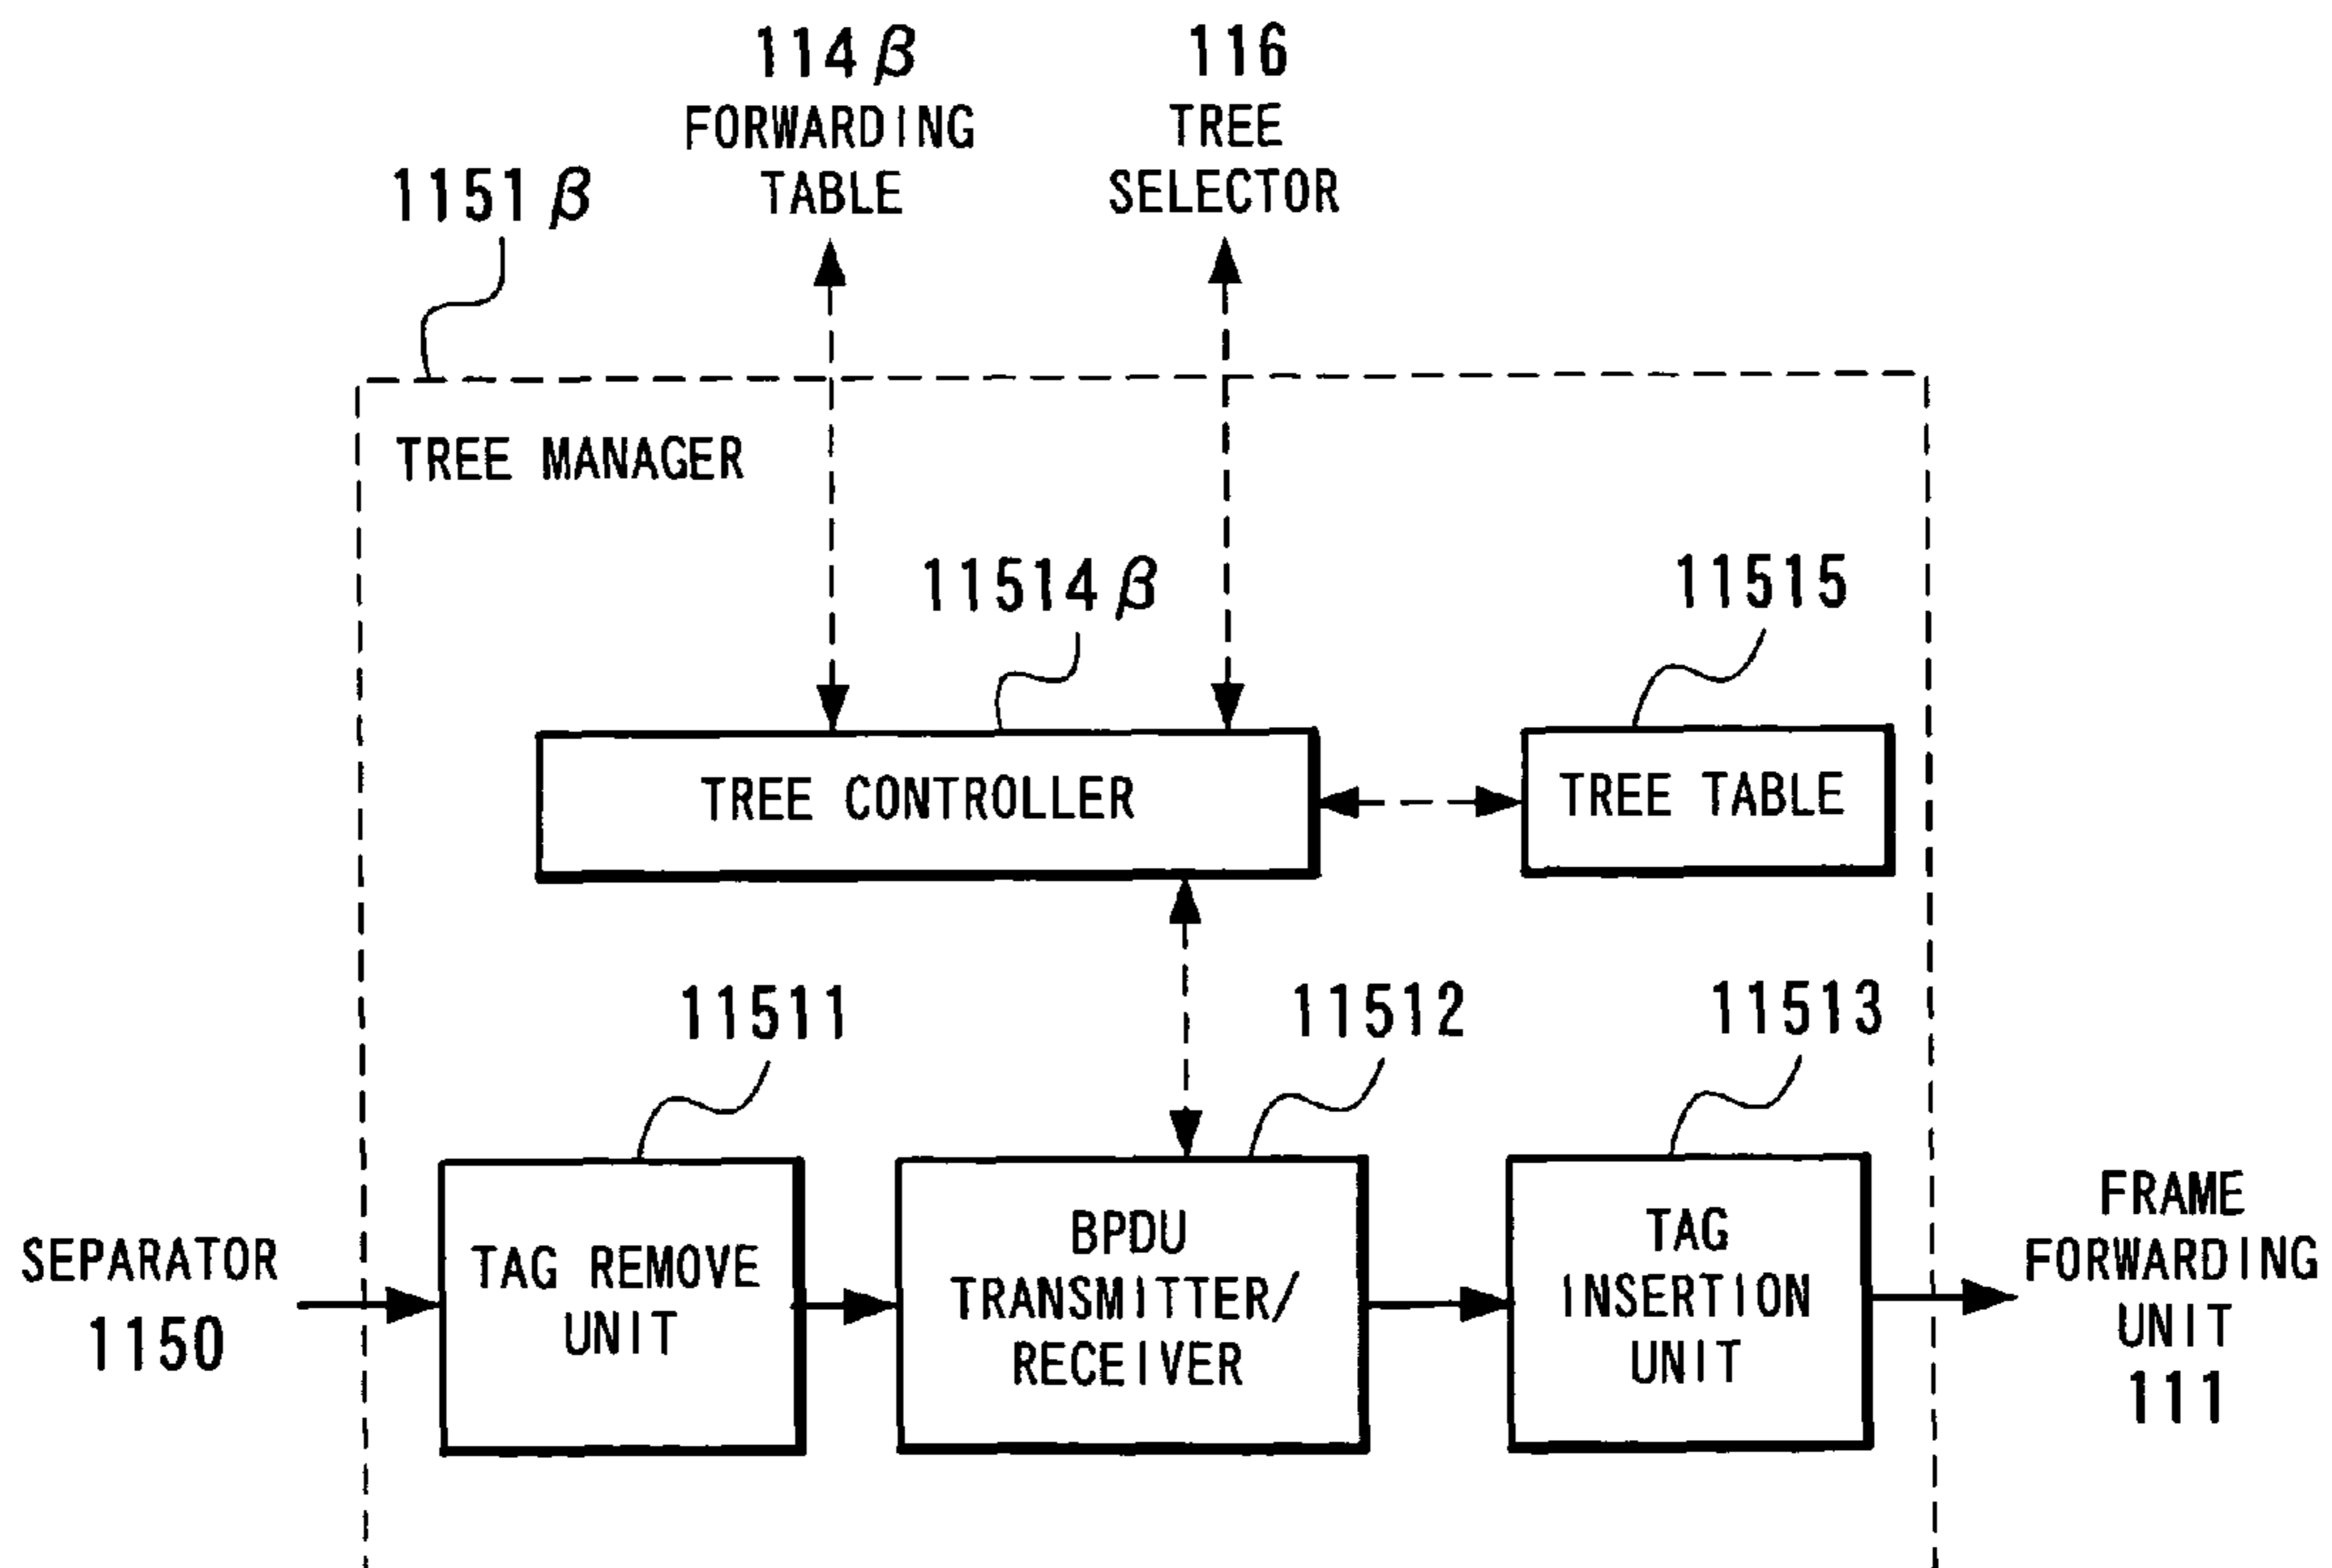 114β
FORWARDING
TABLE
116
TREE
SELECTOR
1151β
TREE MANAGER
11514β
11515
TREE CONTROLLER
TREE TABLE
11511
11512
11513
SEPARATOR
1150
TAG REMOVE
UNIT
BPDU
TRANSMITTER/
RECEIVER
TAG
INSERTION
UNIT
FRAME
FORWARDING
UNIT
111